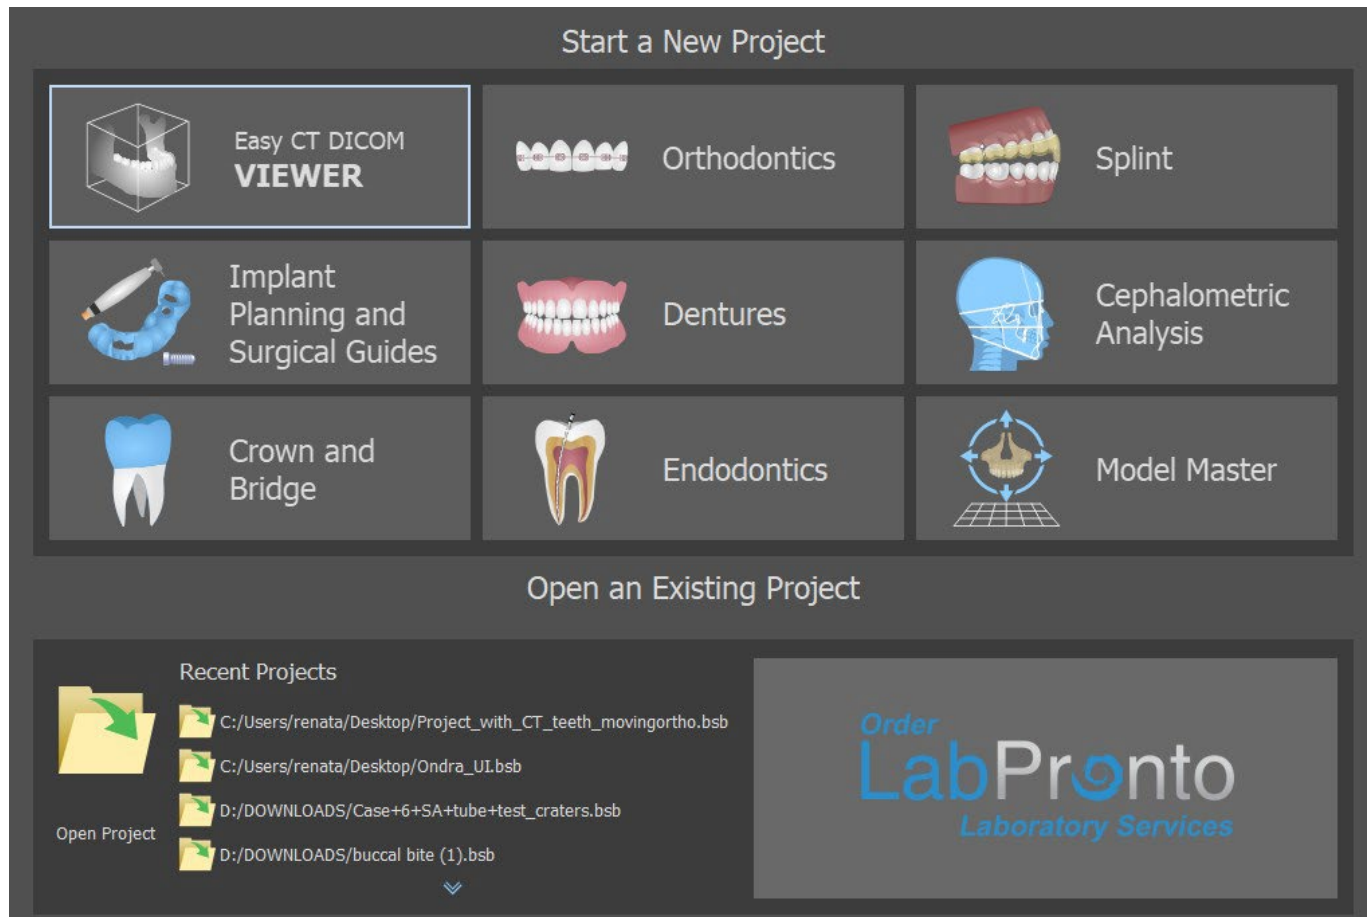 Start a New Project
Easy CT DICOM
VIEWER
Orthodontics
Splint
Implant
Planning and
Surgical Guides
Dentures
Cephalometric
Analysis
Crown and
Bridge
Endodontics
Model Master
Open an Existing Project
Recent Projects
C:/Users/renata/Desktop/Project_with_CT_teeth_movingortho.bsb
C:/Users/renata/Desktop/Ondra_UI.bsb
D:/DOWNLOADS/Case+6+SA+tube+test_craters.bsb
D:/DOWNLOADS/buccal bite (1).bsb
Open Project
Order
LabPronto
Laboratory Services